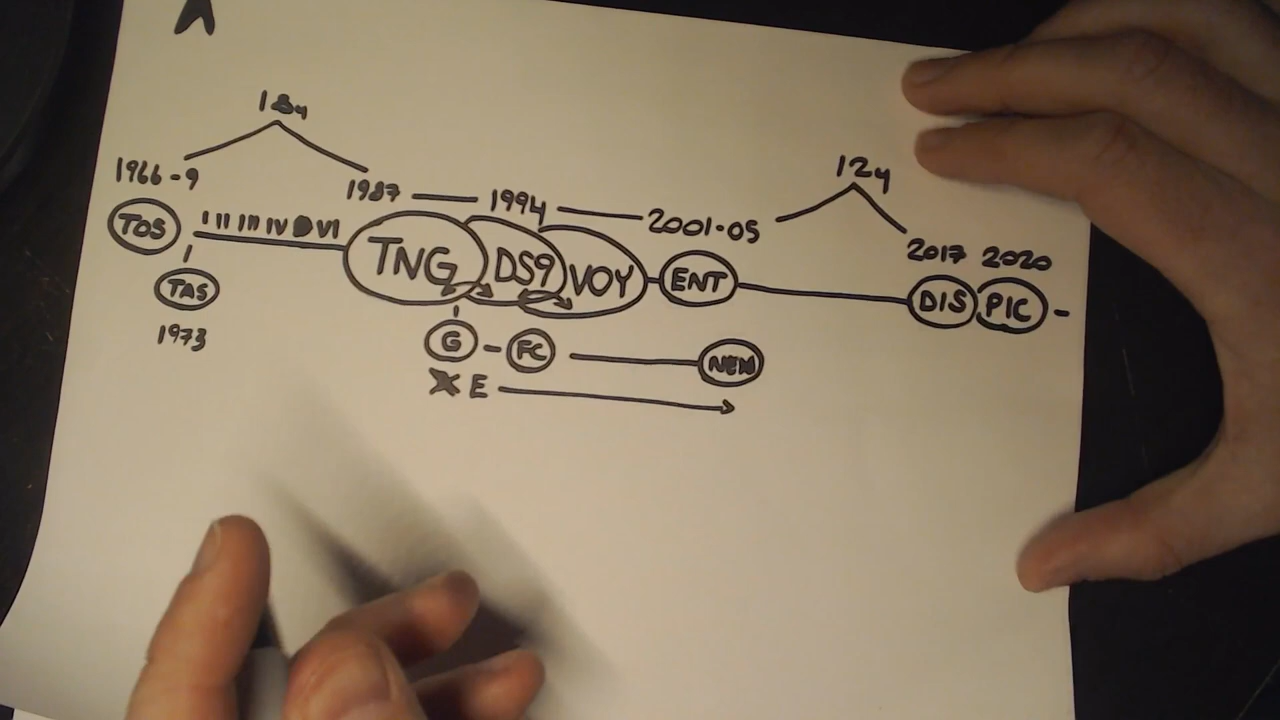 18y
12y
1966-9 1987 1994 2001-05 2017 2020
TOS I II III IV VI TNG DS9 VOY ENT DIS PIC
TAS
1973
G FC NEM
E